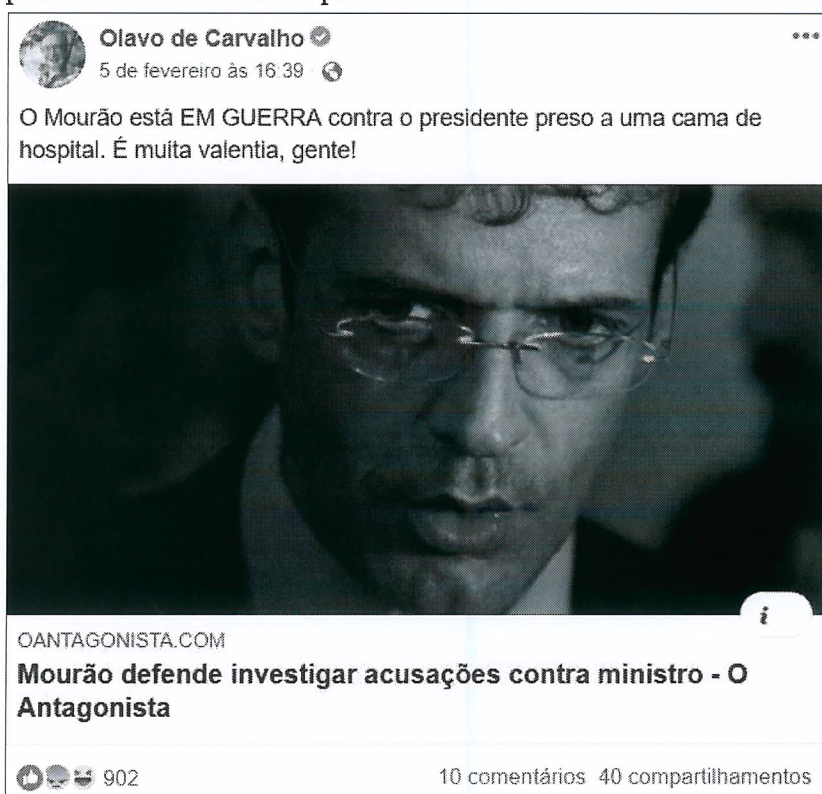 Olavo de Carvalho
5 de fevereiro às 16:39
O Mourão está EM GUERRA contra o presidente preso a uma cama de
hospital. É muita valentia, gente!
i
OANTAGONISTA.COM
Mourão defende investigar acusações contra ministro - O
Antagonista
902
10 comentários 40 compartilhamentos